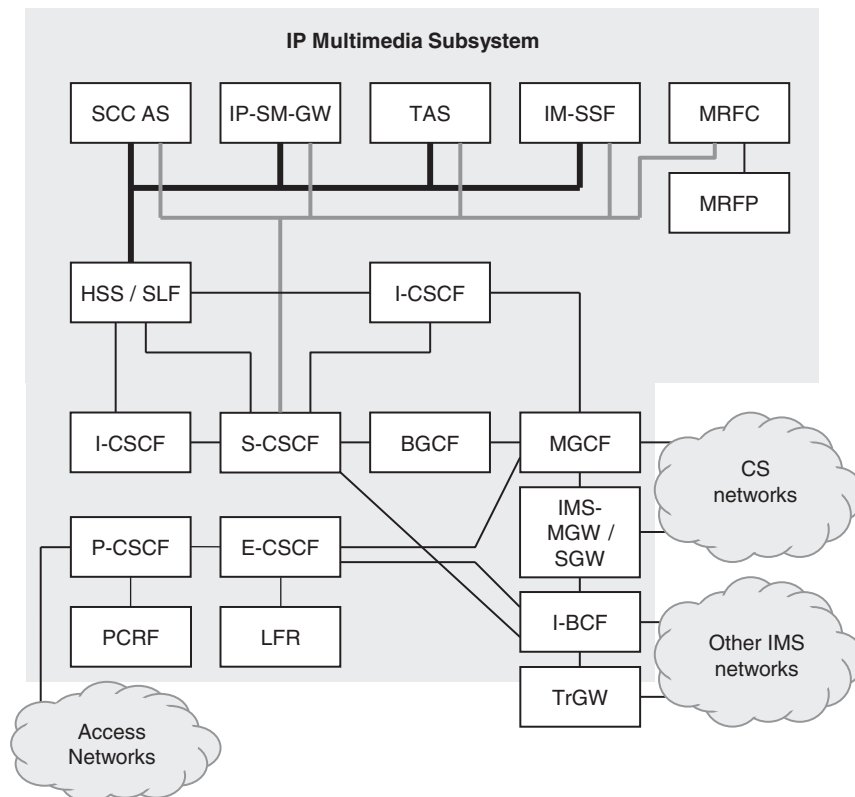 IP Multimedia Subsystem
SCC AS
IP-SM-GW
TAS
IM-SSF
MRFC
MRFP
HSS / SLF
I-CSCF
I-CSCF
S-CSCF
BGCF
MGCF
CS
networks
IMS-
MGW /
SGW
P-CSCF
E-CSCF
PCRF
LFR
I-BCF
Other IMS
networks
TrGW
Access
Networks